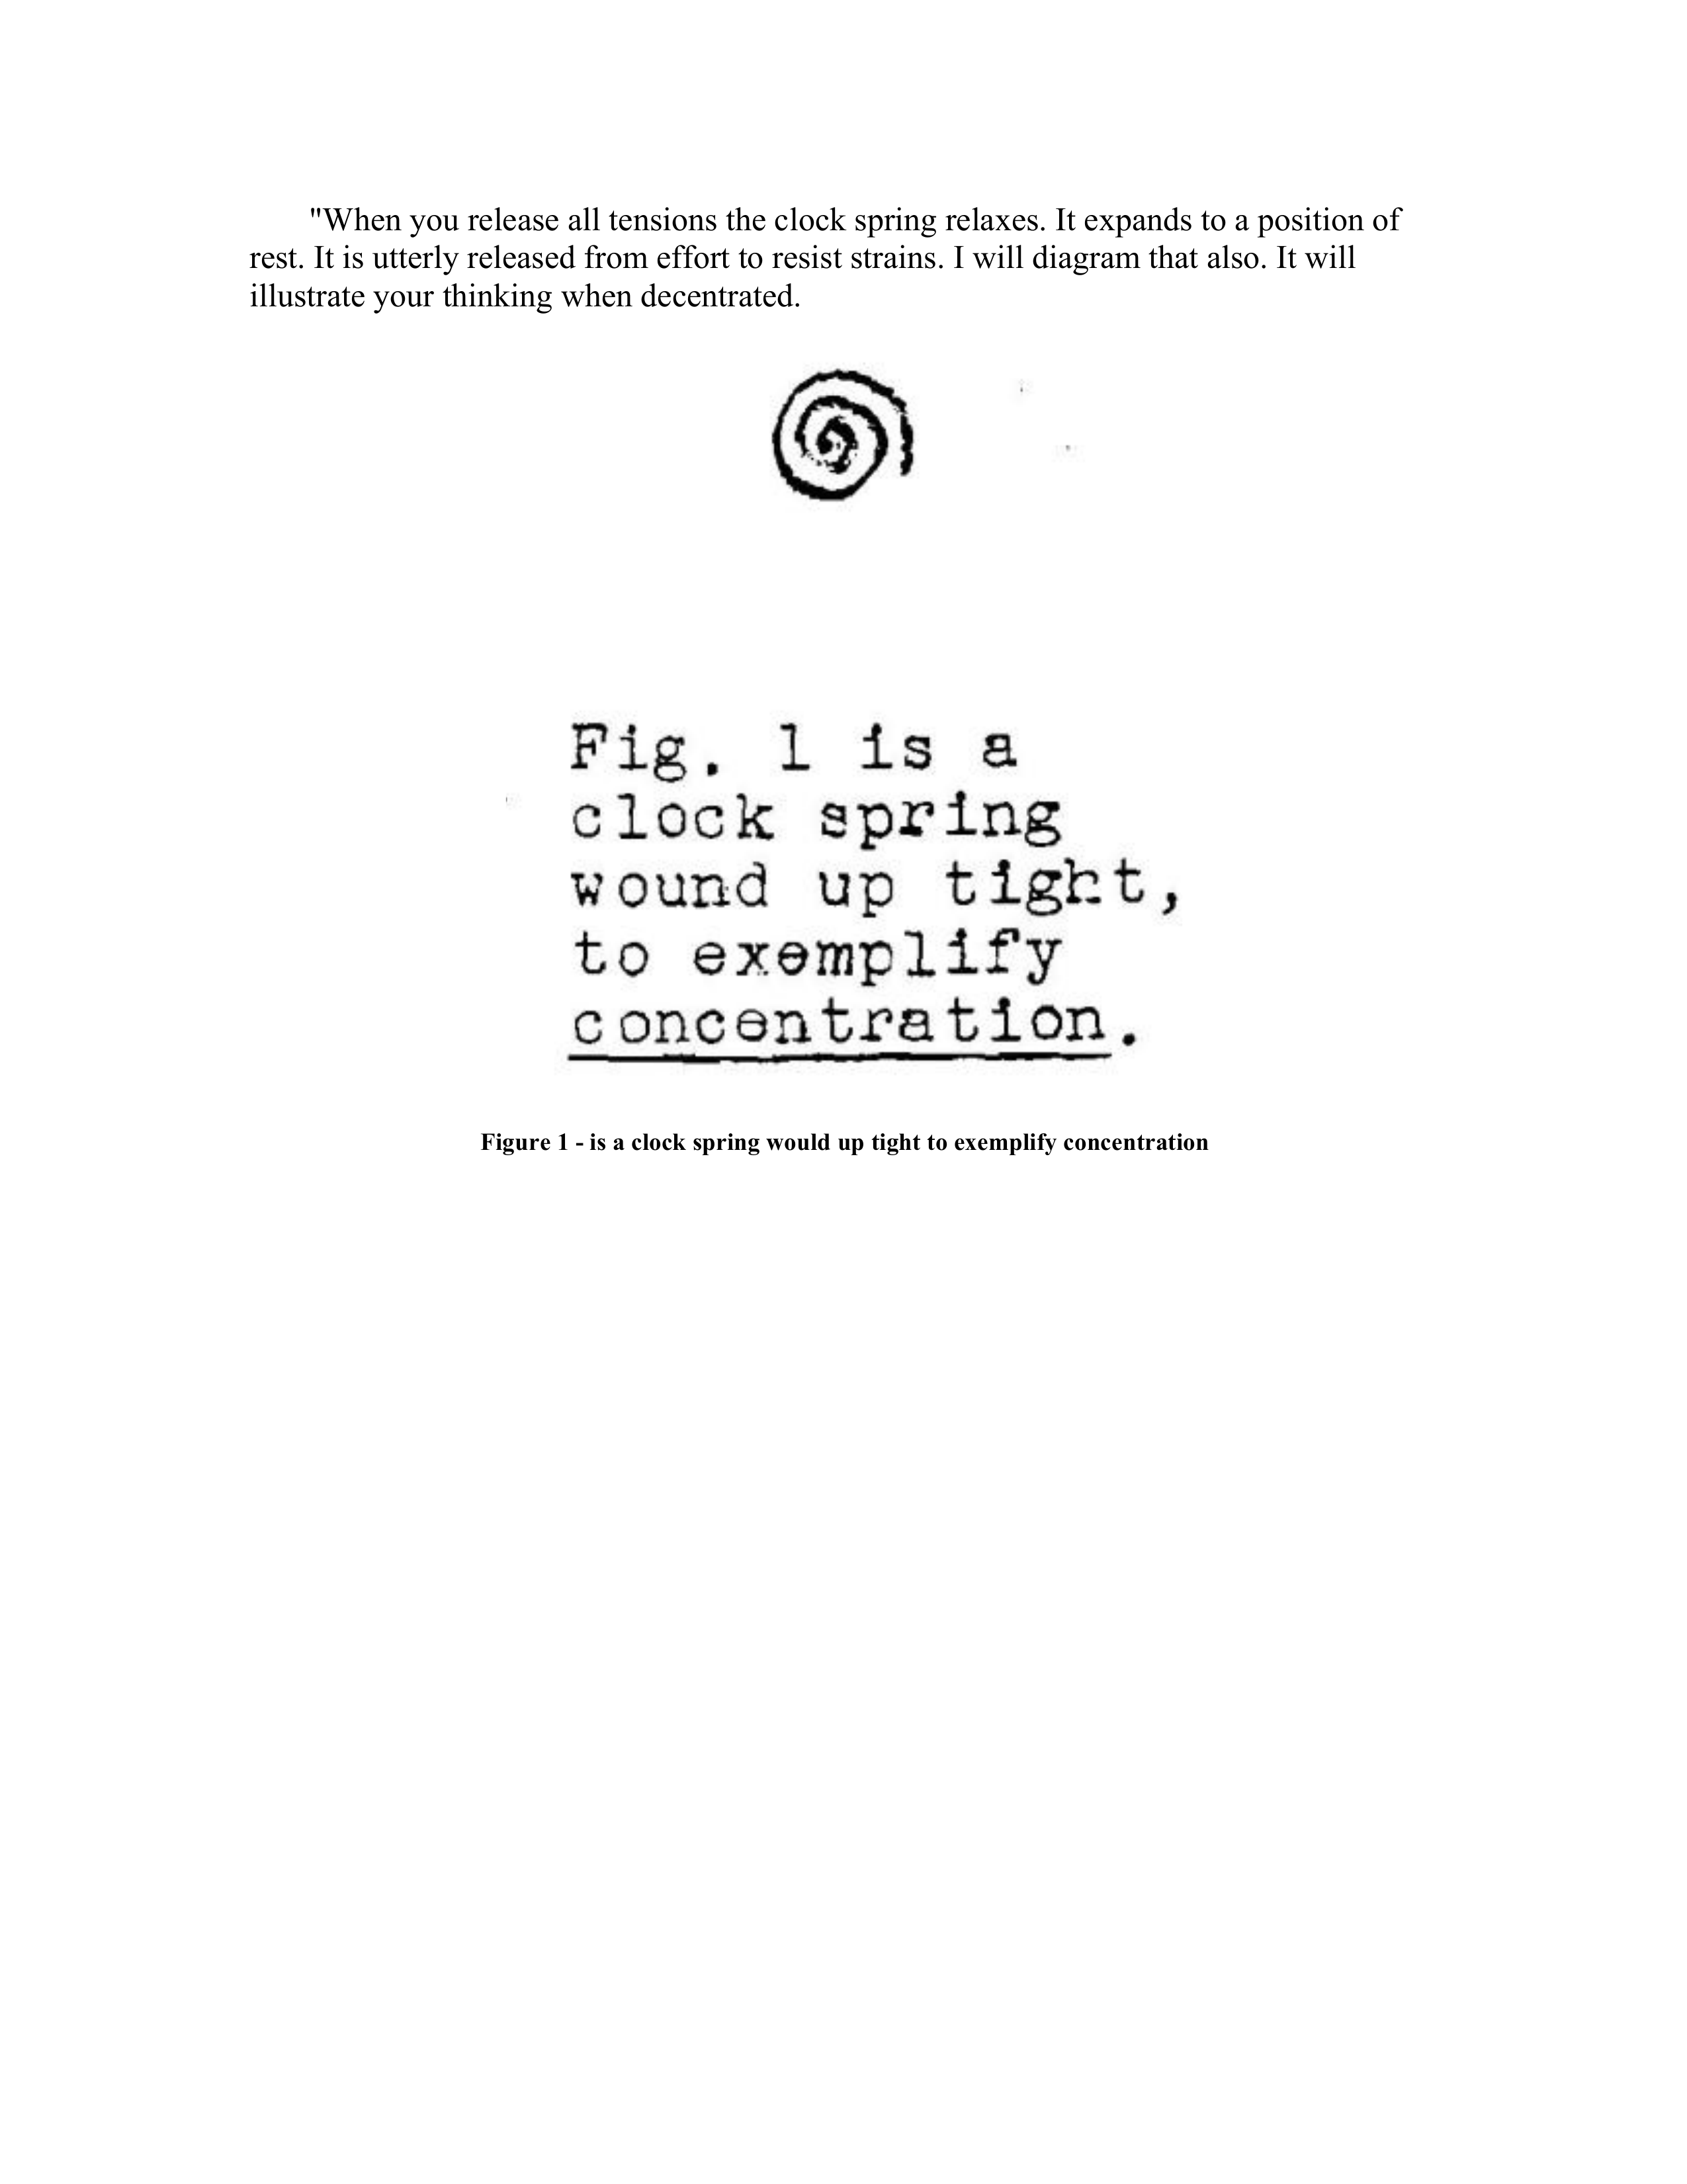 "When you release all tensions the clock spring relaxes. It expands to a position of
rest. It is utterly released from effort to resist strains. I will diagram that also. It will
illustrate your thinking when decentrated.
Fig. 1 is a
clock spring
wound up tight,
to exemplify
concentration.
Figure 1 - is a clock spring would up tight to exemplify concentration